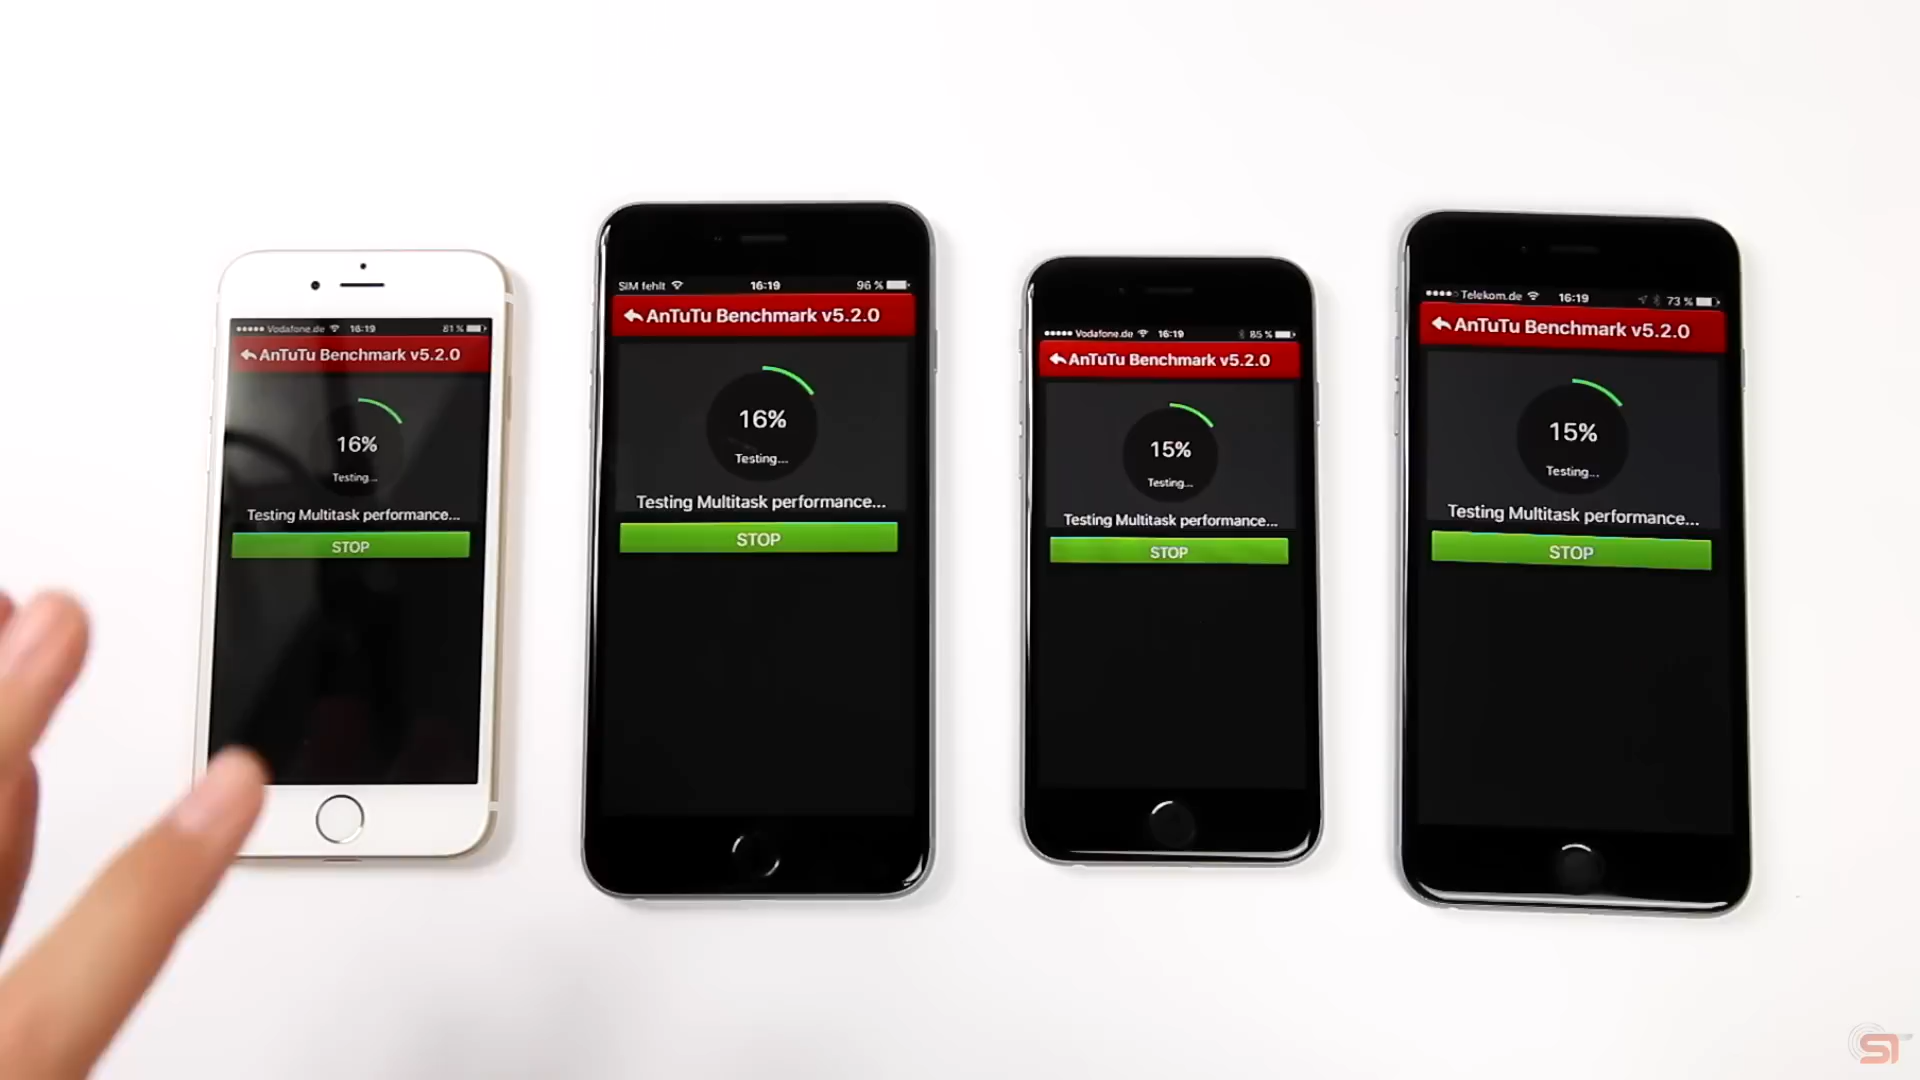 Vodafone.de 16:19 81 %
AnTuTu Benchmark v5.2.0
16%
Testing...
Testing Multitask performance...
STOP
SIM fehlt 16:19 96 %
AnTuTu Benchmark v5.2.0
16%
Testing...
Testing Multitask performance...
STOP
Vodafone.de 16:19 85 %
AnTuTu Benchmark v5.2.0
15%
Testing...
Testing Multitask performance...
STOP
Telekom.de 16:19 73 %
AnTuTu Benchmark v5.2.0
15%
Testing...
Testing Multitask performance...
STOP
ST